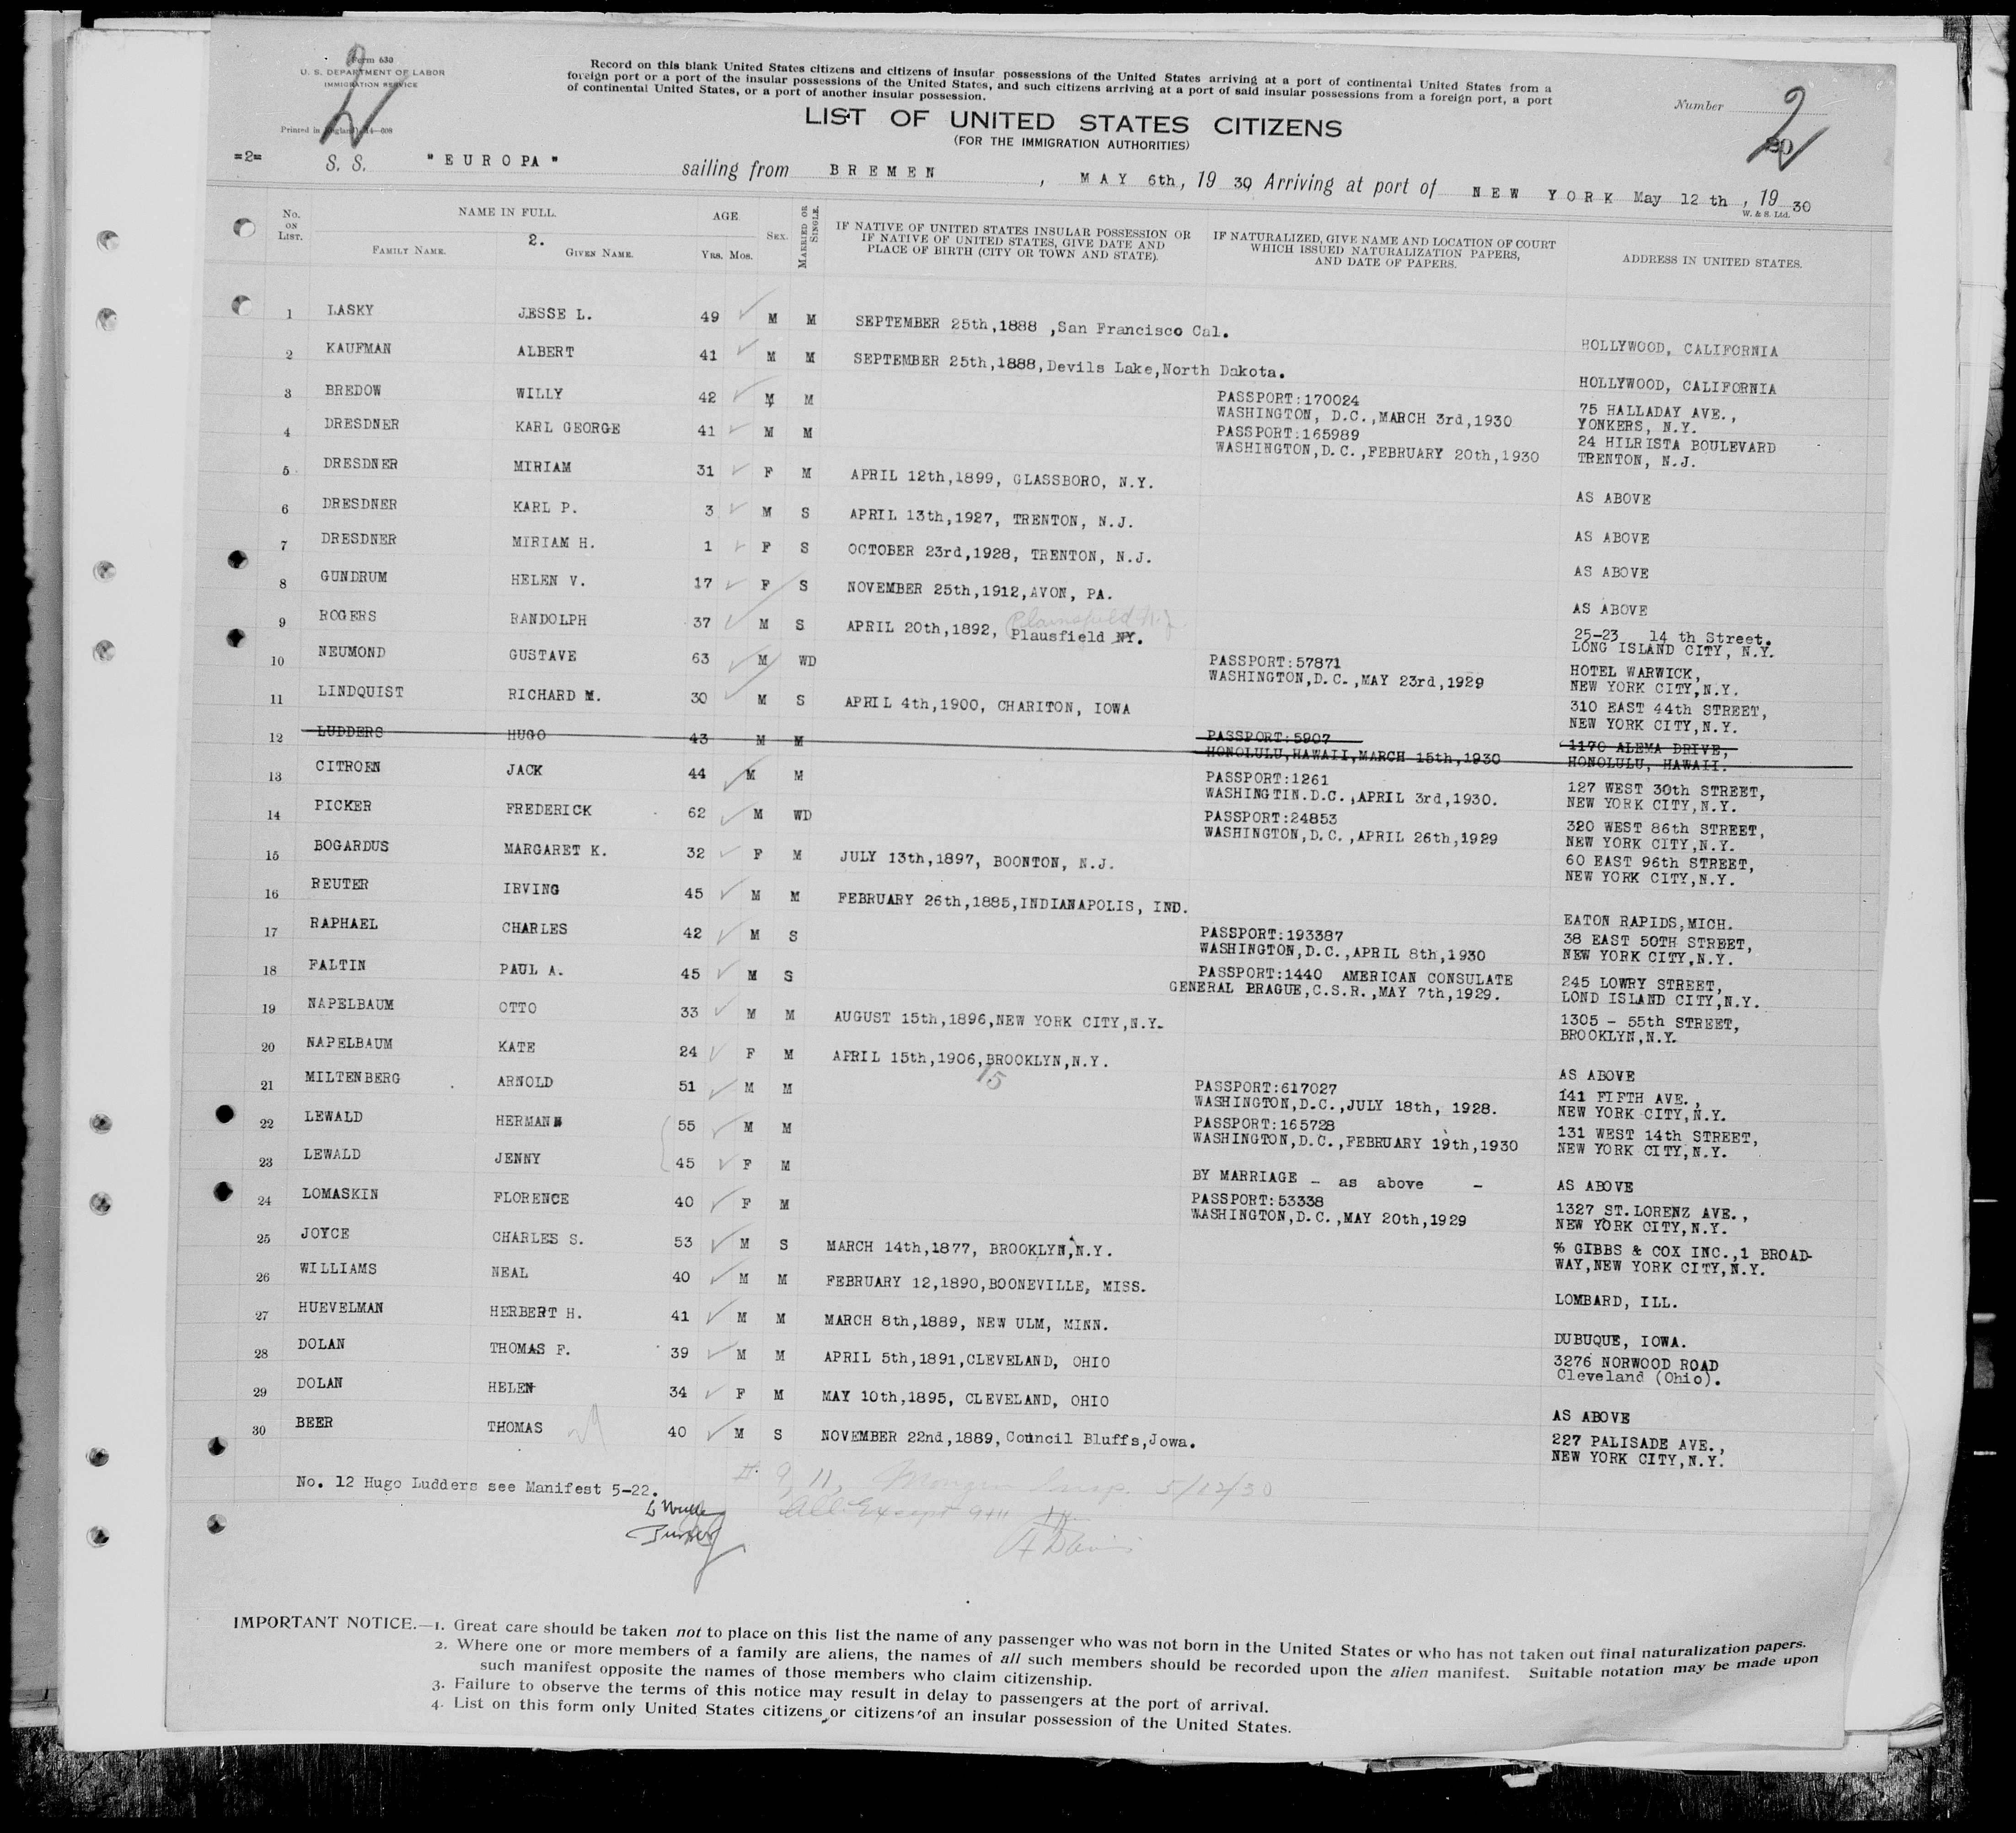 Form 630
U. S. DEPARTMENT OF LABOR
IMMIGRATION SERVICE
Printed in England) 14—608
2
Record on this blank United States citizens and citizens of insular possessions of the United States arriving at a port of continental United States from a
foreign port or a port of the insular possessions of the United States, and such citizens arriving at a port of said insular possessions from a foreign port, a port
of continental United States, or a port of another insular possession.
Number 2
LIST OF UNITED STATES CITIZENS
(FOR THE IMMIGRATION AUTHORITIES)
=2= S. S. "EUROPA" sailing from BREMEN, MAY 6th, 19 30, Arriving at port of NEW YORK May 12 th, 19 30
W. & S. Ltd.
No. ON LIST. NAME IN FULL. 2. FAMILY NAME. GIVEN NAME. AGE. YRS. MOS. SEX. MARRIED OR SINGLE. IF NATIVE OF UNITED STATES INSULAR POSSESSION OR IF NATIVE OF UNITED STATES, GIVE DATE AND PLACE OF BIRTH (CITY OR TOWN AND STATE). IF NATURALIZED, GIVE NAME AND LOCATION OF COURT WHICH ISSUED NATURALIZATION PAPERS, AND DATE OF PAPERS. ADDRESS IN UNITED STATES.
1 LASKY JESSE L. 49 M M SEPTEMBER 25th,1888 ,San Francisco Cal. HOLLYWOOD, CALIFORNIA
2 KAUFMAN ALBERT 41 M M SEPTEMBER 25th,1888,Devils Lake,North Dakota. HOLLYWOOD, CALIFORNIA
3 BREDOW WILLY 42 M M PASSPORT:170024 75 HALLADAY AVE.,
WASHINGTON, D.C.,MARCH 3rd,1930 YONKERS, N.Y.
4 DRESDNER KARL GEORGE 41 M M PASSPORT:165989 24 HILRISTA BOULEVARD
WASHINGTON,D.C.,FEBRUARY 20th,1930 TRENTON, N.J.
5 DRESDNER MIRIAM 31 F M APRIL 12th,1899, GLASSBORO, N.Y. AS ABOVE
6 DRESDNER KARL P. 3 M S APRIL 13th,1927, TRENTON, N.J. AS ABOVE
7 DRESDNER MIRIAM H. 1 F S OCTOBER 23rd,1928, TRENTON, N.J. AS ABOVE
8 GUNDRUM HELEN V. 17 F S NOVEMBER 25th,1912,AVON, PA. AS ABOVE
Plainsfield N.J.
9 ROGERS RANDOLPH 37 M S APRIL 20th,1892, Plausfield NY. 25-23 14 th Street.
LONG ISLAND CITY, N.Y.
10 NEUMOND GUSTAVE 63 M WD PASSPORT:57871 HOTEL WARWICK,
WASHINGTON,D.C.,MAY 23rd,1929 NEW YORK CITY,N.Y.
11 LINDQUIST RICHARD M. 30 M S APRIL 4th,1900, CHARITON, IOWA 310 EAST 44th STREET,
NEW YORK CITY,N.Y.
12 LUDDERS HUGO 43 M M PASSPORT:5907 1170 ALEMA DRIVE,
HONOLULU,HAWAII,MARCH 15th,1930 HONOLULU, HAWAII.
13 CITROEN JACK 44 M M PASSPORT:1261 127 WEST 30th STREET,
WASHINGTIN.D.C.,APRIL 3rd,1930. NEW YORK CITY,N.Y.
14 PICKER FREDERICK 62 M WD PASSPORT:24853 320 WEST 86th STREET,
WASHINGTON,D.C.,APRIL 26th,1929 NEW YORK CITY,N.Y.
15 BOGARDUS MARGARET K. 32 F M JULY 13th,1897, BOONTON, N.J. 60 EAST 96th STREET,
NEW YORK CITY,N.Y.
16 REUTER IRVING 45 M M FEBRUARY 26th,1885,INDIANAPOLIS, IND. EATON RAPIDS,MICH.
17 RAPHAEL CHARLES 42 M S PASSPORT:193387 38 EAST 50TH STREET,
WASHINGTON,D.C.,APRIL 8th,1930 NEW YORK CITY,N.Y.
18 FALTIN PAUL A. 45 M S PASSPORT:1440 AMERICAN CONSULATE 245 LOWRY STREET,
GENERAL PRAGUE,C.S.R.,MAY 7th,1929. LOND ISLAND CITY,N.Y.
19 NAPELBAUM OTTO 33 M M AUGUST 15th,1896,NEW YORK CITY,N.Y. 1305 - 55th STREET,
BROOKLYN,N.Y.
20 NAPELBAUM KATE 24 F M APRIL 15th,1906,BROOKLYN,N.Y. AS ABOVE
15
21 MILTENBERG ARNOLD 51 M M PASSPORT:617027 141 FIFTH AVE.,
WASHINGTON,D.C.,JULY 18th, 1928. NEW YORK CITY,N.Y.
22 LEWALD HERMANN 55 M M PASSPORT:165728 131 WEST 14th STREET,
WASHINGTON,D.C.,FEBRUARY 19th,1930 NEW YORK CITY,N.Y.
23 LEWALD JENNY 45 F M BY MARRIAGE - as above - AS ABOVE
24 LOMASKIN FLORENCE 40 F M PASSPORT:53338 1327 ST.LORENZ AVE.,
WASHINGTON,D.C.,MAY 20th,1929 NEW YORK CITY,N.Y.
25 JOYCE CHARLES S. 53 M S MARCH 14th,1877, BROOKLYN,N.Y. % GIBBS & COX INC.,1 BROAD-
WAY,NEW YORK CITY,N.Y.
26 WILLIAMS NEAL 40 M M FEBRUARY 12,1890,BOONEVILLE, MISS. LOMBARD, ILL.
27 HUEVELMAN HERBERT H. 41 M M MARCH 8th,1889, NEW ULM, MINN. DUBUQUE, IOWA.
28 DOLAN THOMAS F. 39 M M APRIL 5th,1891,CLEVELAND, OHIO 3276 NORWOOD ROAD
Cleveland (Ohio).
29 DOLAN HELEN 34 F M MAY 10th,1895, CLEVELAND, OHIO AS ABOVE
30 BEER THOMAS 40 M S NOVEMBER 22nd,1889,Council Bluffs,Jowa. 227 PALISADE AVE.,
NEW YORK CITY,N.Y.
No. 12 Hugo Ludders see Manifest 5-22. 9, 11, Insp. 5/12/30
All Except 9+11
IMPORTANT NOTICE.—1. Great care should be taken not to place on this list the name of any passenger who was not born in the United States or who has not taken out final naturalization papers.
2. Where one or more members of a family are aliens, the names of all such members should be recorded upon the alien manifest. Suitable notation may be made upon
such manifest opposite the names of those members who claim citizenship.
3. Failure to observe the terms of this notice may result in delay to passengers at the port of arrival.
4. List on this form only United States citizens or citizens of an insular possession of the United States.